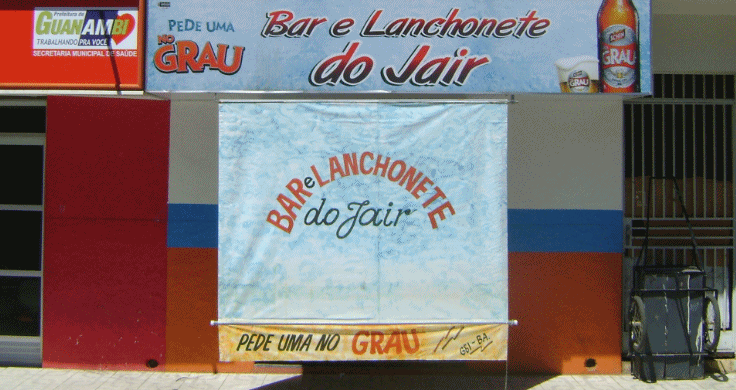 Prefeitura de
GUANAMBI
TRABALHANDO PRA VOCÊ
SECRETARIA MUNICIPAL DE SAÚDE
PEDE UMA
NO
GRAU
Bar e Lanchonete
do Jair
GRAU
GRAU
BAR e LANCHONETE
do Jair
PEDE UMA NO GRAU
GBI-BA